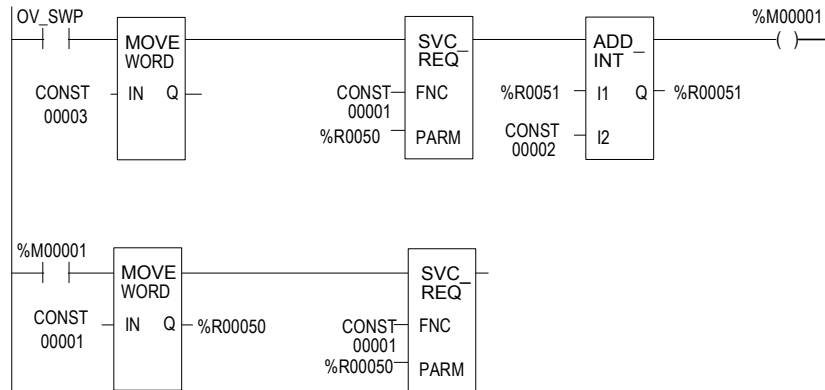 OV_SWP %M00001
MOVE WORD SVC_ REQ ADD_ INT
CONST 00003 IN Q CONST 00001 FNC %R0051 I1 Q %R00051
%R0050 PARM CONST 00002 I2
%M00001
MOVE WORD SVC_ REQ
CONST 00001 IN Q %R00050 CONST 00001 FNC
%R00050 PARM